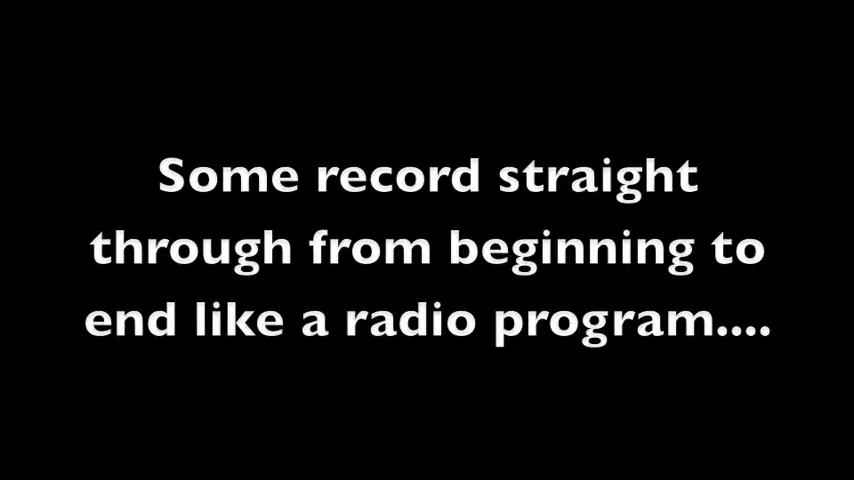 Some record straight
through from beginning to
end like a radio program....